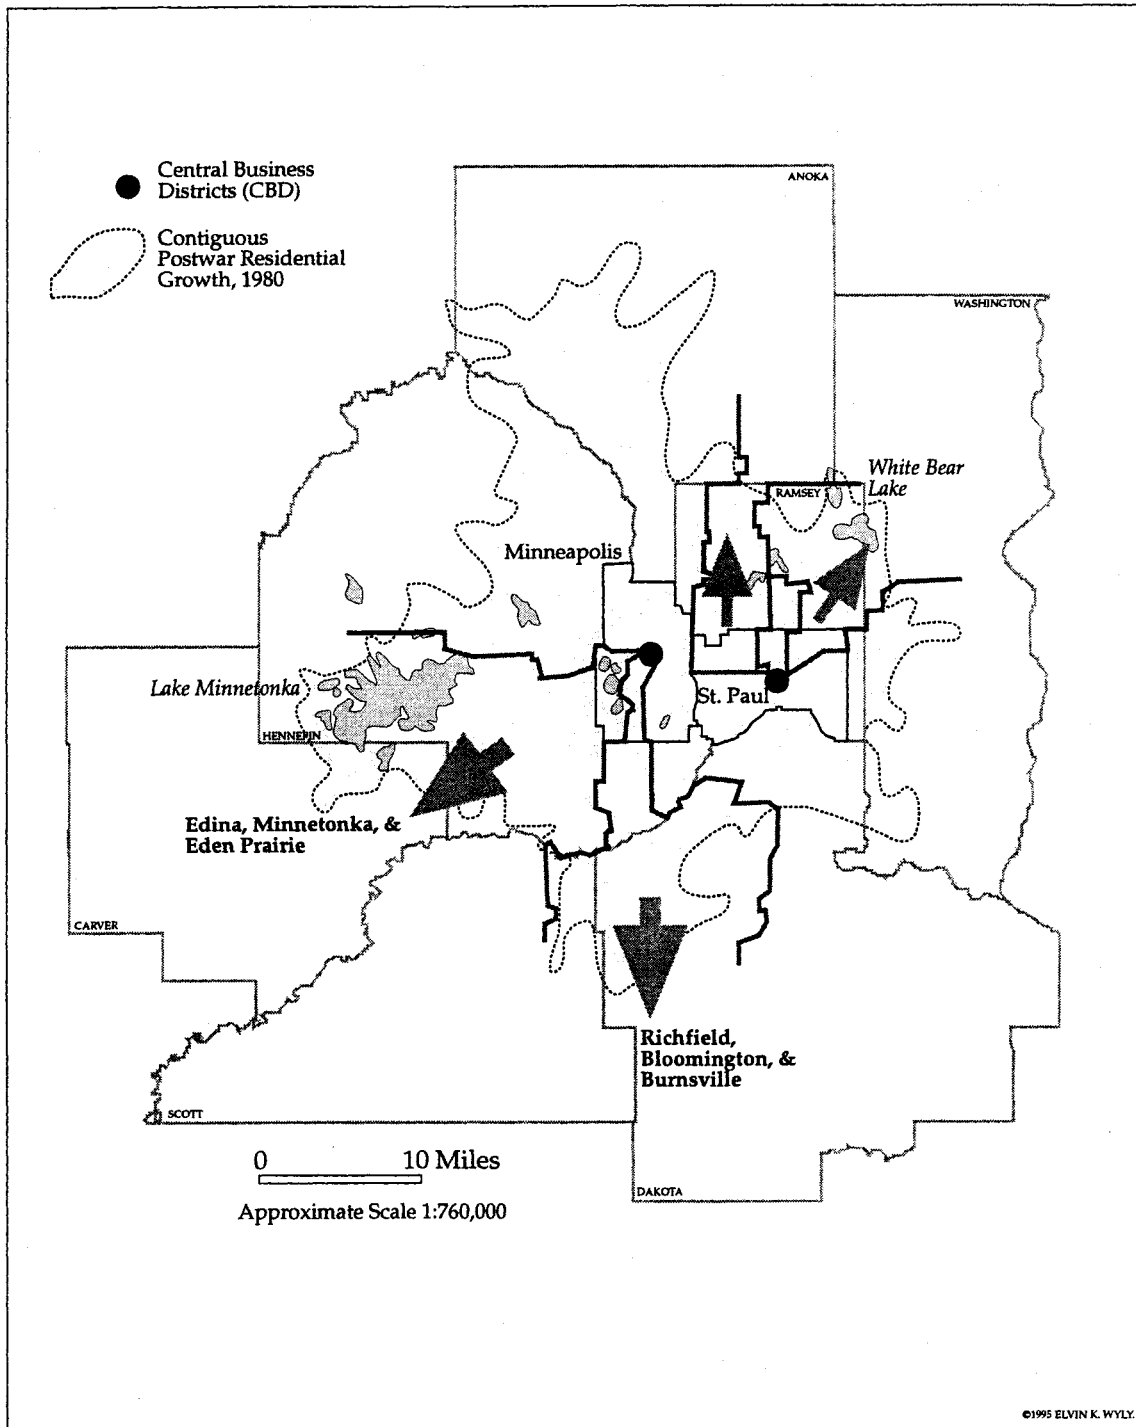 Central Business
Districts (CBD)
Contiguous
Postwar Residential
Growth, 1980
ANOKA
WASHINGTON
White Bear
Lake
RAMSEY
Minneapolis
Lake Minnetonka
St. Paul
HENNEPIN
Edina, Minnetonka, &
Eden Prairie
CARVER
Richfield,
Bloomington, &
Burnsville
SCOTT
0 10 Miles
DAKOTA
Approximate Scale 1:760,000
©1995 ELVIN K. WYLY.